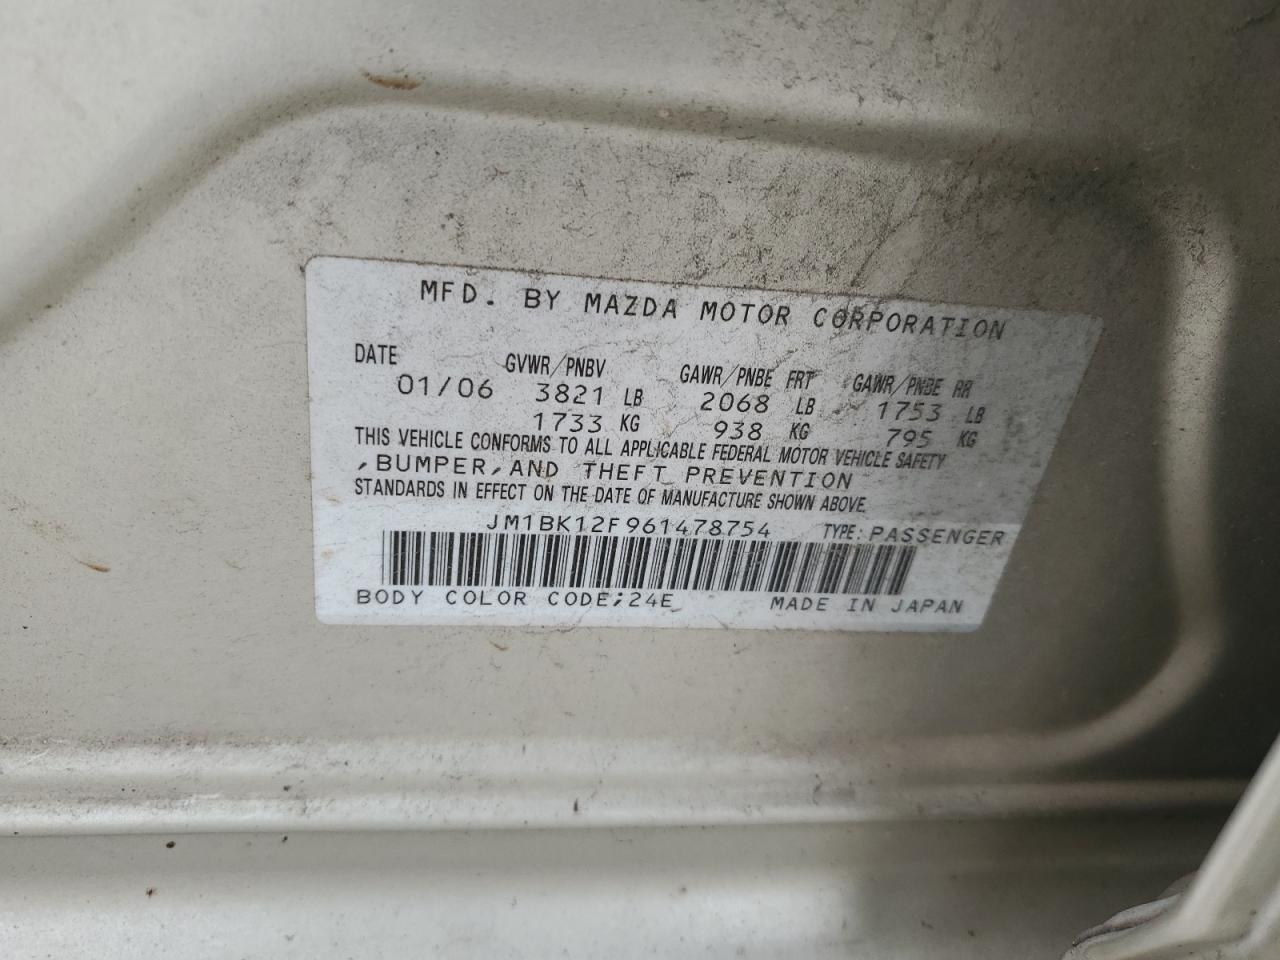 MFD. BY MAZDA MOTOR CORPORATION
DATE GVWR/PNBV GAWR/PNBE FRT GAWR/PNBE RR
01/06 3821 LB 2068 LB 1753 LB
1733 KG 938 KG 795 KG
THIS VEHICLE CONFORMS TO ALL APPLICABLE FEDERAL MOTOR VEHICLE SAFETY
,BUMPER,AND THEFT PREVENTION
STANDARDS IN EFFECT ON THE DATE OF MANUFACTURE SHOWN ABOVE.
JM1BK12F961478754 TYPE: PASSENGER
BODY COLOR CODE;24E MADE IN JAPAN